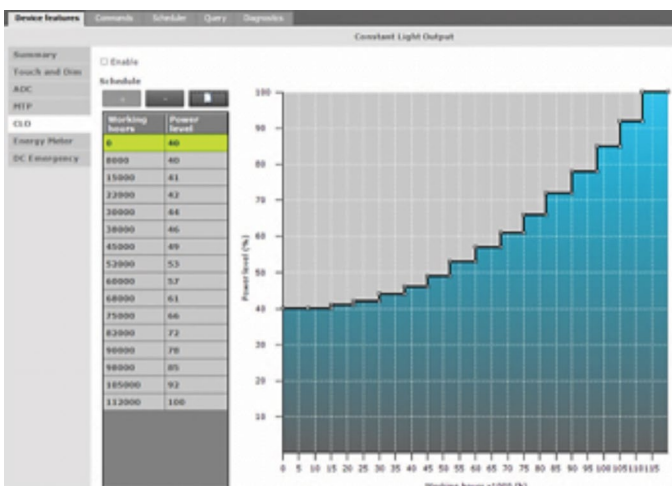 Device features Commands Scheduler Query Diagnostics
Constant Light Output
Summary
Touch and Dim
ADC
MTP
CLO
Energy Meter
DC Emergency
Enable
Schedule
-
Working hours Power level
0 40
8000 40
15000 41
22000 42
30000 44
38000 46
45000 49
52000 53
60000 57
68000 61
75000 66
82000 72
90000 78
98000 85
105000 92
112000 100
Power level (%)
100
90
80
70
60
50
40
30
20
10
0 5 10 15 20 25 30 35 40 45 50 55 60 65 70 75 80 85 90 95 100 105 110 115
Working hours x1000 (h)